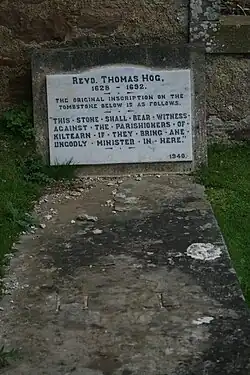 REVD. THOMAS HOG,
1628 - 1692.
THE ORIGINAL INSCRIPTION ON THE
TOMBSTONE BELOW IS AS FOLLOWS.
"THIS · STONE · SHALL · BEAR · WITNESS
AGAINST · THE · PARISHIONERS · OF
KILTEARN · IF · THEY · BRING · ANE
UNGODLY · MINISTER · IN · HERE."
1940.